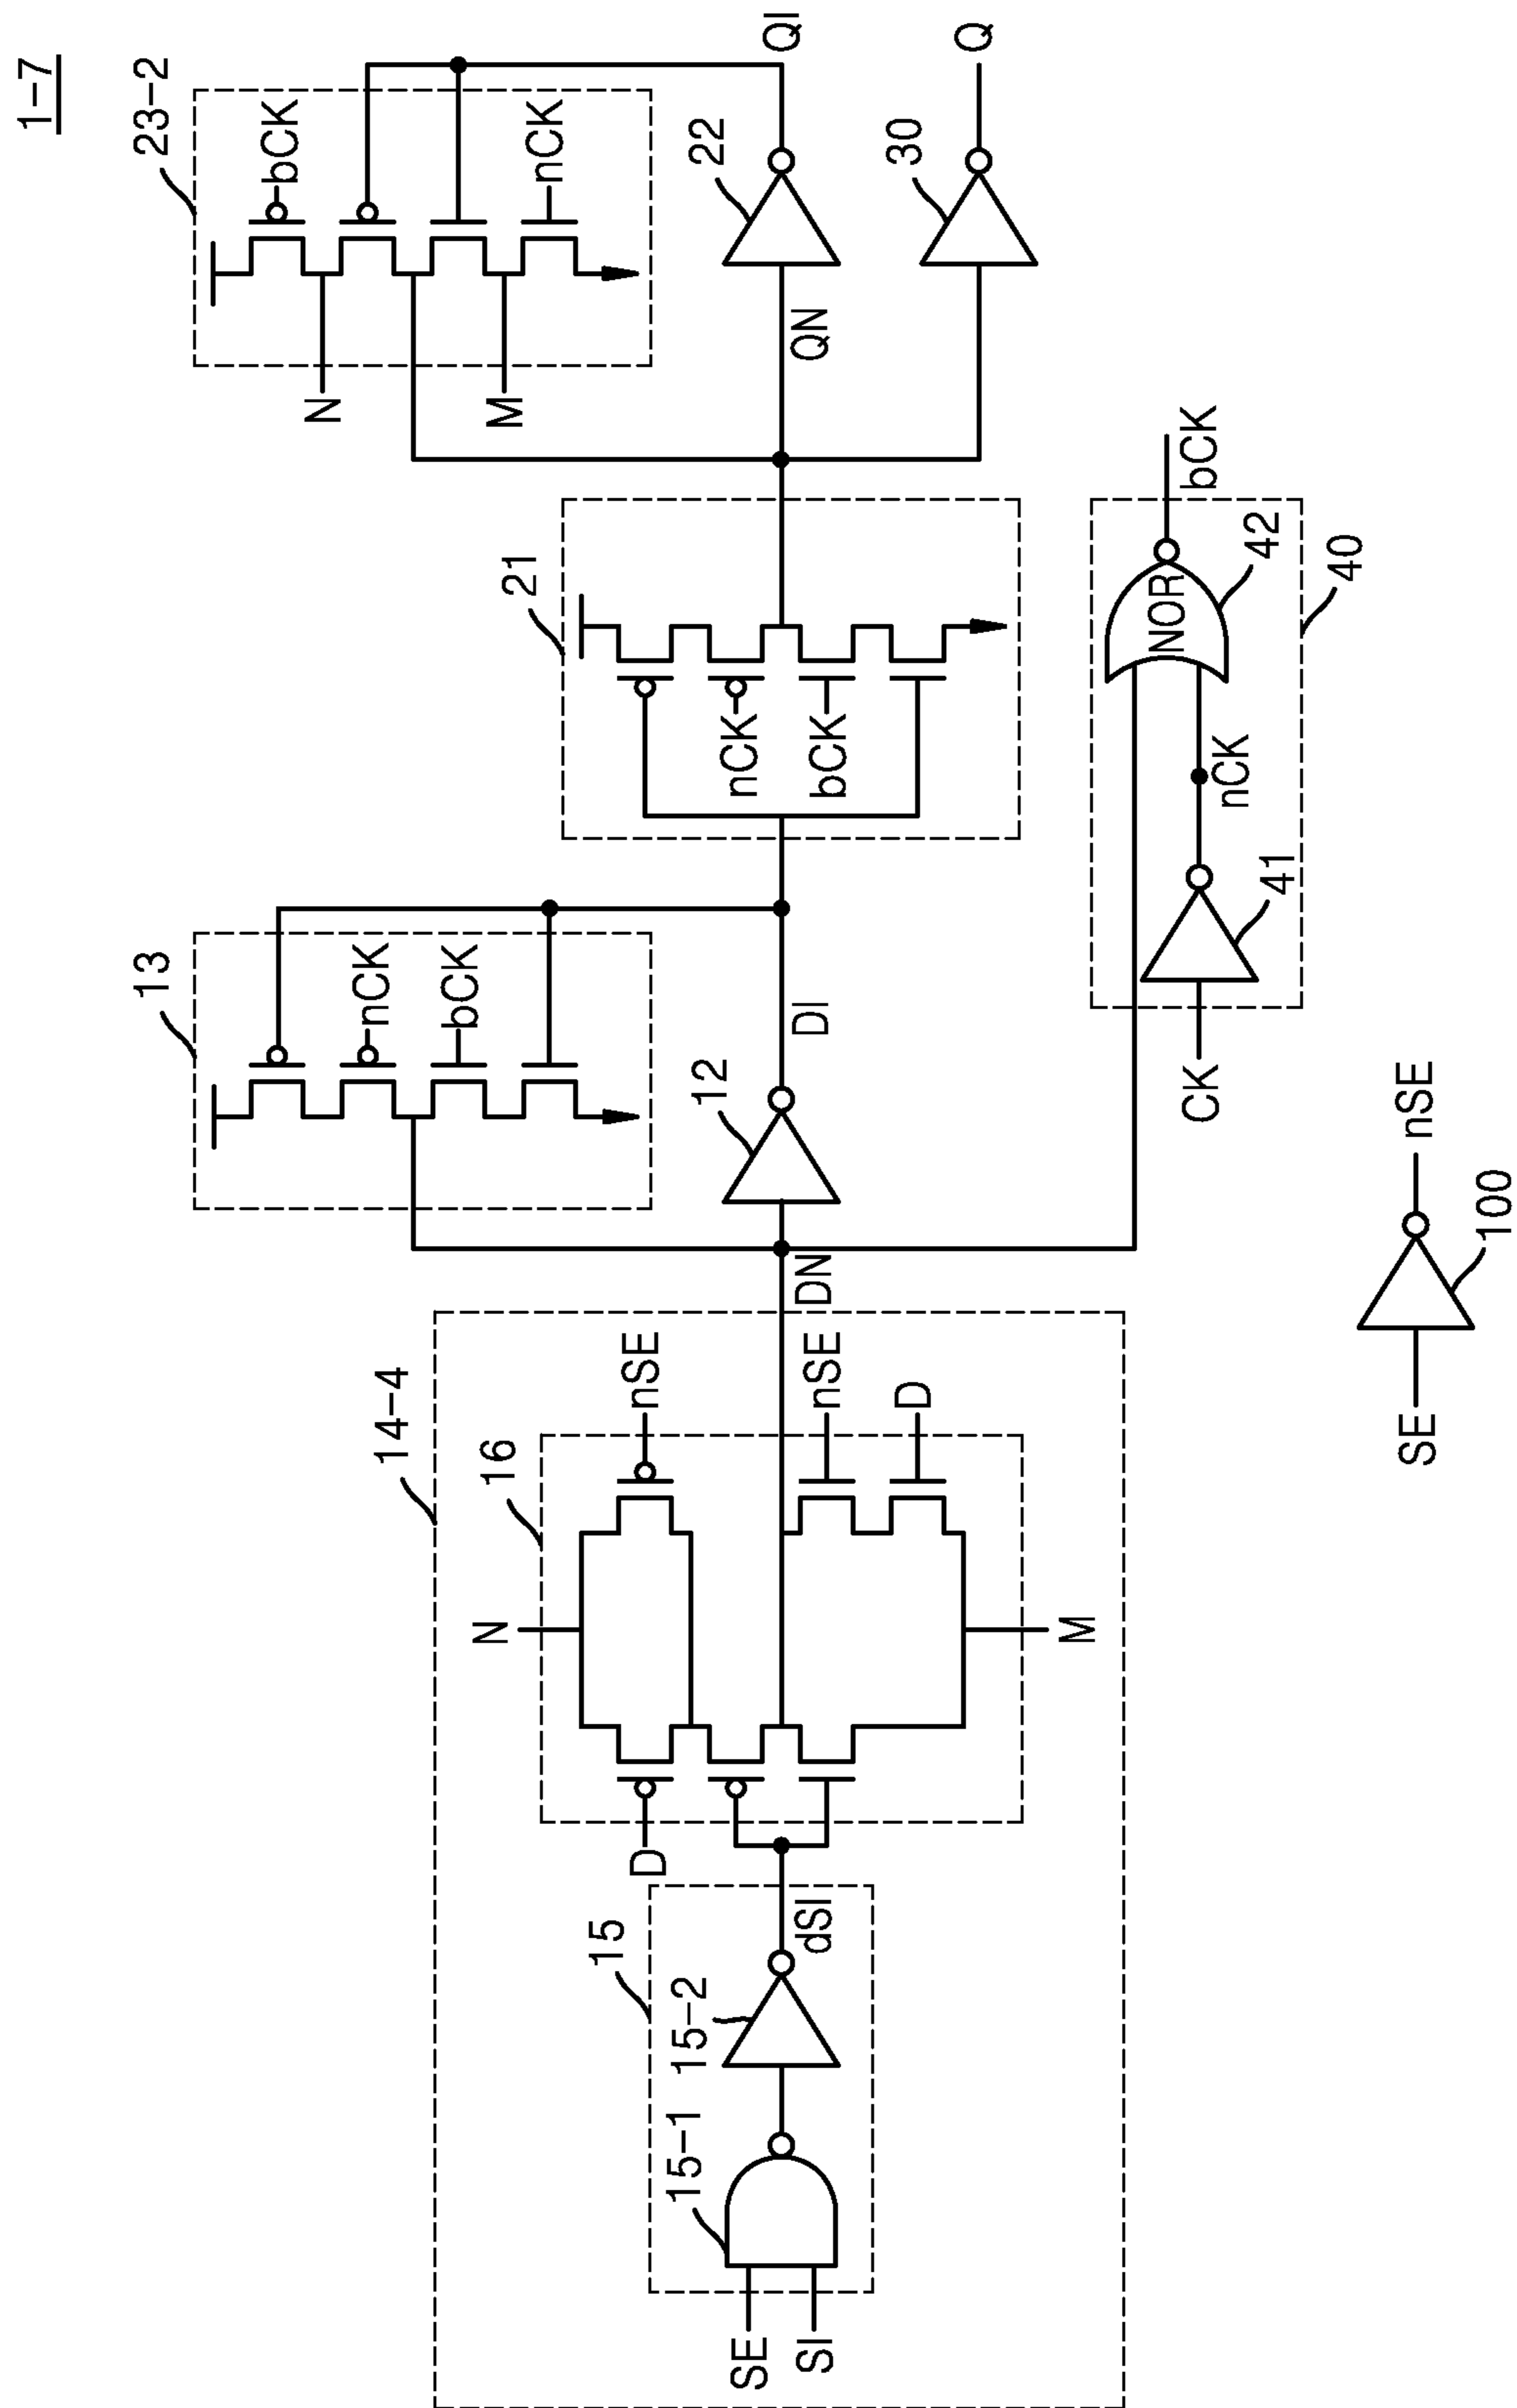 1-7
14-4
15
15-1
SE
SI
15-2
dSI
16
N
D
nSE
nSE
D
M
DN
13
nCK
bCK
12
DI
21
nCK
bCK
23-2
bCK
nCK
N
M
QN
22
QI
30
Q
CK
41
nCK
NOR
42
bCK
40
SE
100
nSE